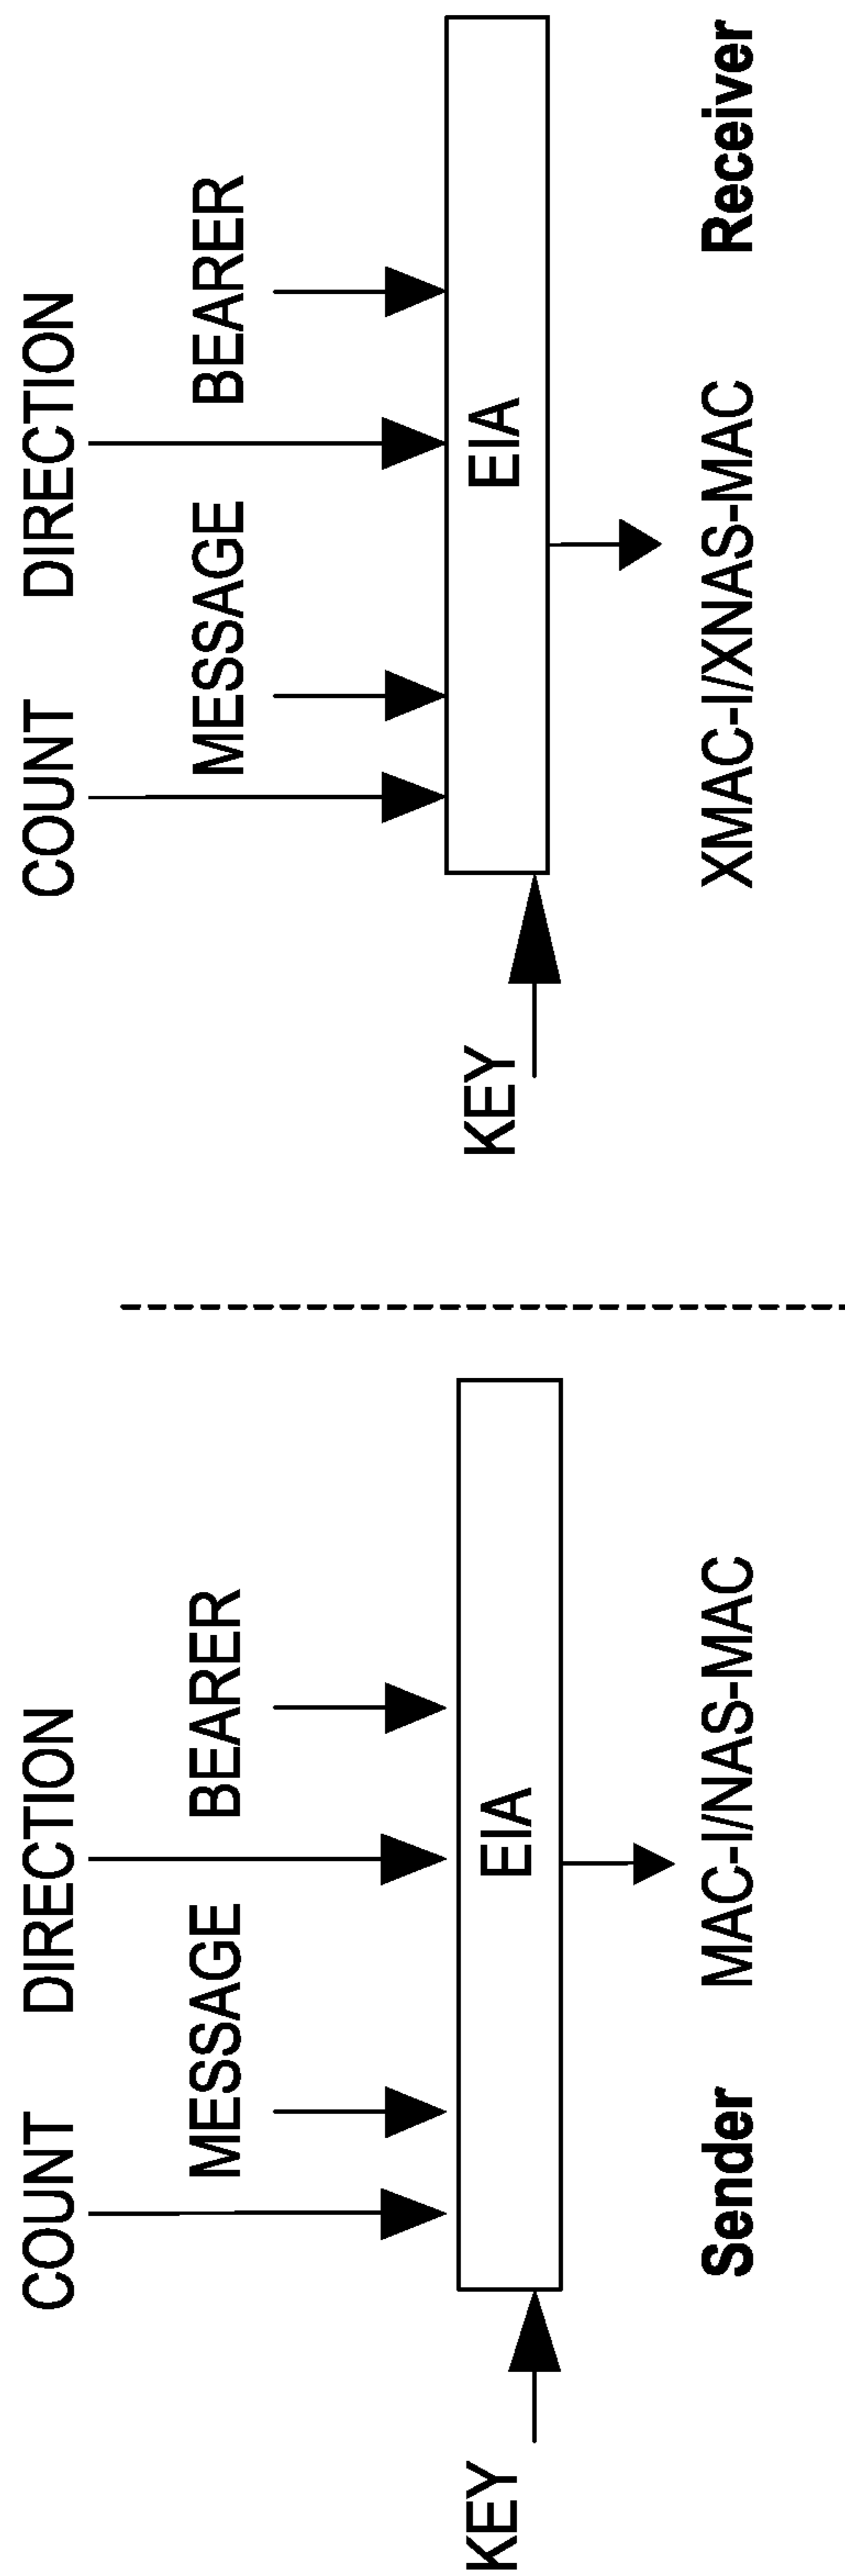 COUNT DIRECTION
MESSAGE BEARER
KEY
EIA
Sender
MAC-I/NAS-MAC
COUNT DIRECTION
MESSAGE BEARER
KEY
EIA
XMAC-I/XNAS-MAC
Receiver